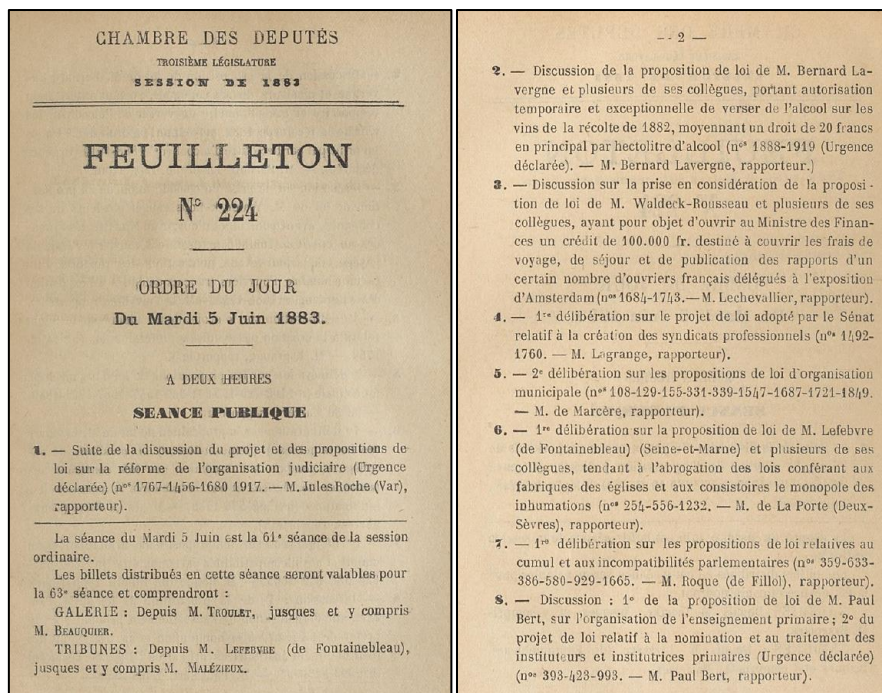 CHAMBRE DES DEPUTÉS
TROISIÈME LÉGISLATURE
SESSION DE 1883
FEUILLETON
N° 224
ORDRE DU JOUR
Du Mardi 5 Juin 1883.
A DEUX HEURES
SEANCE PUBLIQUE
1. — Suite de la discussion du projet et des propositions de
loi sur la réforme de l'organisation judiciaire (Urgence
déclarée) (nos 1767-1456-1680 1917. — M. Jules Roche (Var),
rapporteur).
La séance du Mardi 5 Juin est la 61e séance de la session
ordinaire.
Les billets distribués en cette séance seront valables pour
la 63e séance et comprendront :
GALERIE : Depuis M. TROULET, jusques et y compris
M. BEAUQUIER.
TRIBUNES : Depuis M. LEFEBVRE (de Fontainebleau),
jusques et y compris M. MALÉZIEUX.
— 2 —
2. — Discussion de la proposition de loi de M. Bernard La-
vergne et plusieurs de ses collègues, portant autorisation
temporaire et exceptionnelle de verser de l'alcool sur les
vins de la récolte de 1882, moyennant un droit de 20 francs
en principal par hectolitre d'alcool (nos 1888-1919 (Urgence
déclarée). — M. Bernard Lavergne, rapporteur.)
3. — Discussion sur la prise en considération de la proposi-
tion de loi de M. Waldeck-Rousseau et plusieurs de ses
collègues, ayant pour objet d'ouvrir au Ministre des Finan-
ces un crédit de 100.000 fr. destiné à couvrir les frais de
voyage, de séjour et de publication des rapports d'un
certain nombre d'ouvriers français délégués à l'exposition
d'Amsterdam (nos 1684-1743.— M. Lechevallier, rapporteur).
4. — 1re délibération sur le projet de loi adopté par le Sénat
relatif à la création des syndicats professionnels (nos 1492-
1760. — M. Lagrange, rapporteur).
5. — 2e délibération sur les propositions de loi d'organisation
municipale (nos 108-129-155-331-339-1547-1687-1721-1849.
— M. de Marcère, rapporteur).
6. — 1re délibération sur la proposition de loi de M. Lefebvre
(de Fontainebleau) (Seine-et-Marne) et plusieurs de ses
collègues, tendant à l'abrogation des lois conférant aux
fabriques des églises et aux consistoires le monopole des
inhumations (nos 254-556-1232. — M. de La Porte (Deux-
Sèvres), rapporteur).
7. — 1re délibération sur les propositions de loi relatives au
cumul et aux incompatibilités parlementaires (nos 359-633-
386-580-929-1665. — M. Roque (de Fillol), rapporteur).
8. — Discussion : 1° de la proposition de loi de M. Paul
Bert, sur l'organisation de l'enseignement primaire ; 2° du
projet de loi relatif à la nomination et au traitement des
instituteurs et institutrices primaires (Urgence déclarée)
(nos 393-423-993. — M. Paul Bert, rapporteur).